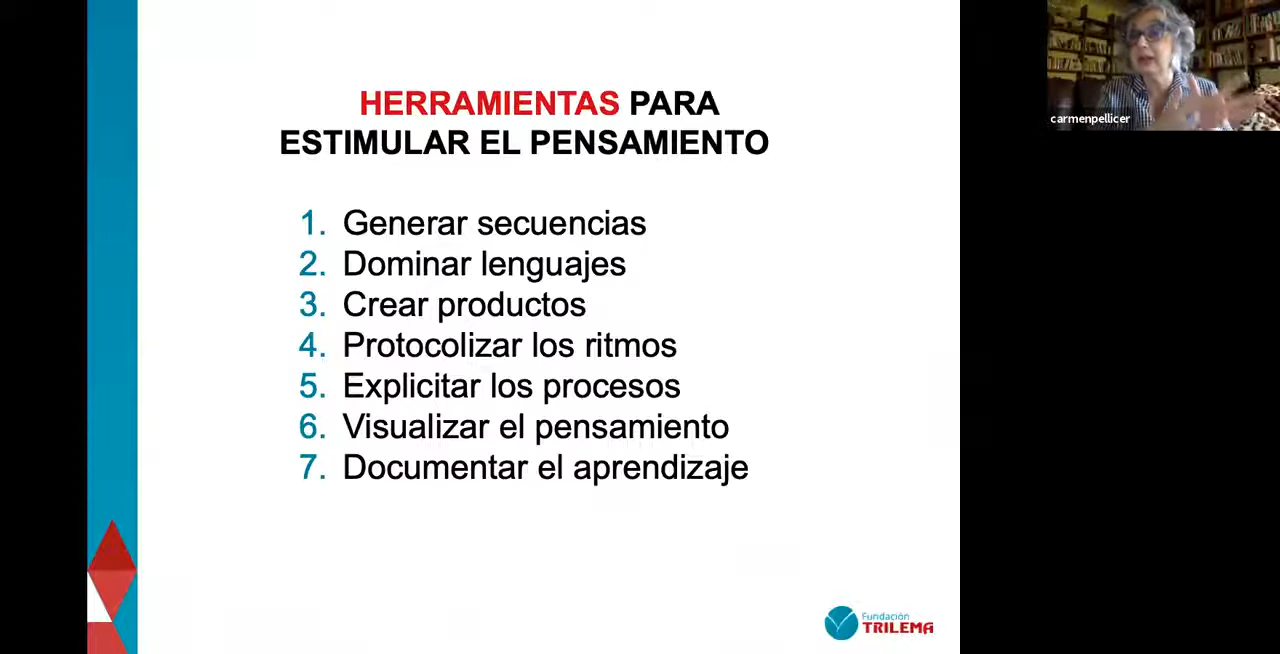 HERRAMIENTAS PARA
ESTIMULAR EL PENSAMIENTO
1. Generar secuencias
2. Dominar lenguajes
3. Crear productos
4. Protocolizar los ritmos
5. Explicitar los procesos
6. Visualizar el pensamiento
7. Documentar el aprendizaje
carmenpellicer
Fundación
TRILEMA